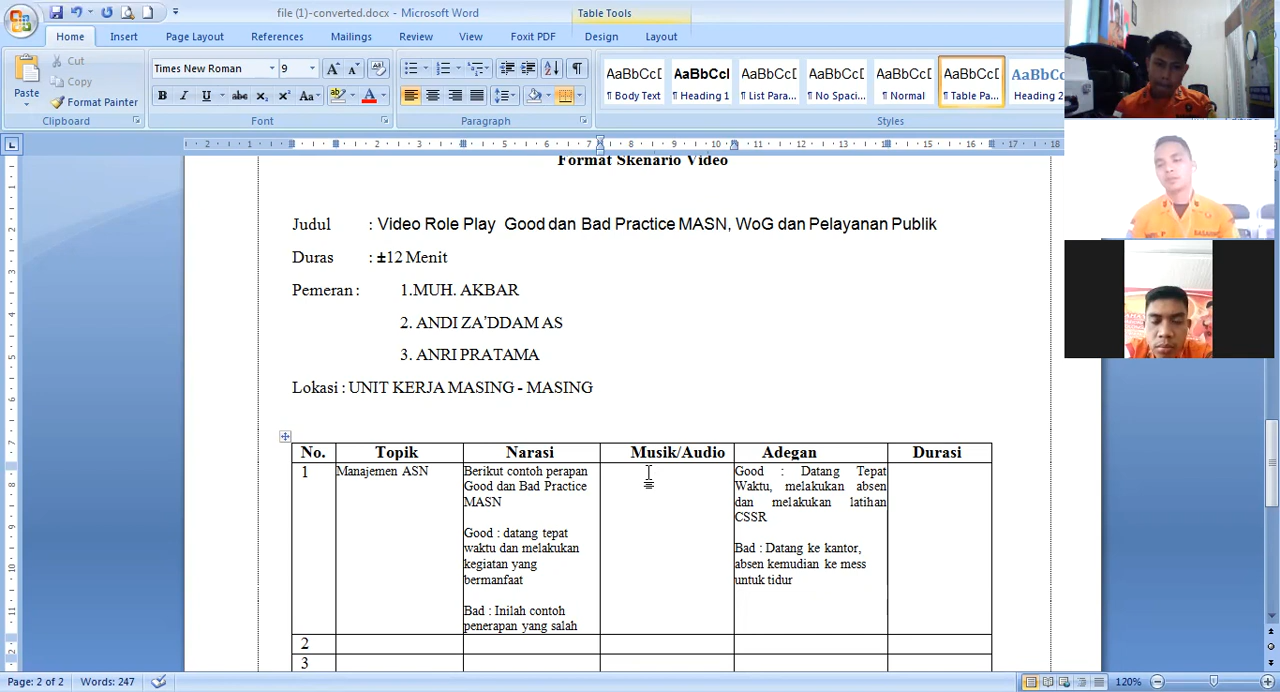 file (1)-converted.docx - Microsoft Word
Table Tools
Home Insert Page Layout References Mailings Review View Foxit PDF Design Layout
Cut
Copy
Format Painter
Paste
Clipboard
Times New Roman 9
Font
Paragraph
AaBbCc[ AaBbCcI AaBbCc[ AaBbCc[ AaBbCc[ AaBbCc[ AaBbCc
¶ Body Text ¶ Heading 1 ¶ List Para... ¶ No Spaci... ¶ Normal ¶ Table Pa... Heading 2
Styles
Format Skenario Video
Judul : Video Role Play Good dan Bad Practice MASN, WoG dan Pelayanan Publik
Duras : ±12 Menit
Pemeran : 1.MUH. AKBAR
2. ANDI ZA'DDAM AS
3. ANRI PRATAMA
Lokasi : UNIT KERJA MASING - MASING
No. Topik Narasi Musik/Audio Adegan Durasi
1 Manajemen ASN
Berikut contoh perapan
Good dan Bad Practice
MASN
Good : datang tepat
waktu dan melakukan
kegiatan yang
bermanfaat
Bad : Inilah contoh
penerapan yang salah
Good : Datang Tepat
Waktu, melakukan absen
dan melakukan latihan
CSSR
Bad : Datang ke kantor,
absen kemudian ke mess
untuk tidur
2
3
Page: 2 of 2 Words: 247 120%